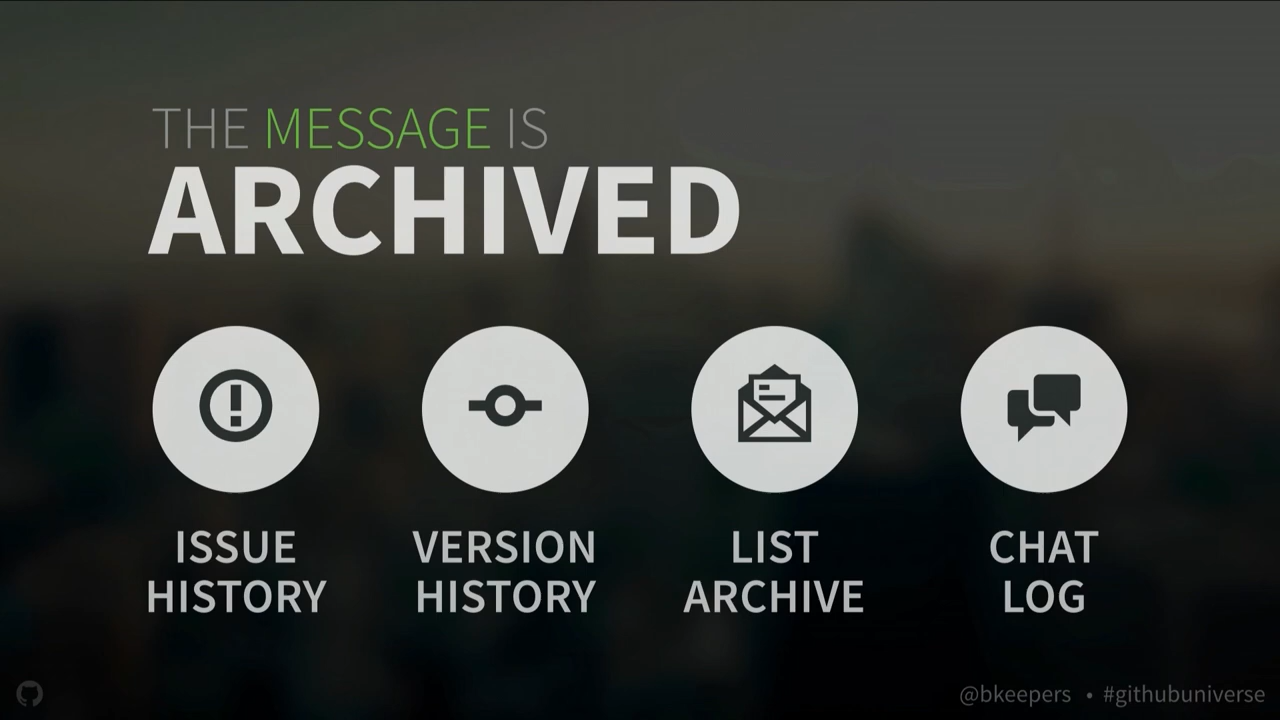 THE MESSAGE IS
ARCHIVED
ISSUE
HISTORY
VERSION
HISTORY
LIST
ARCHIVE
CHAT
LOG
@bkeepers • #githubuniverse